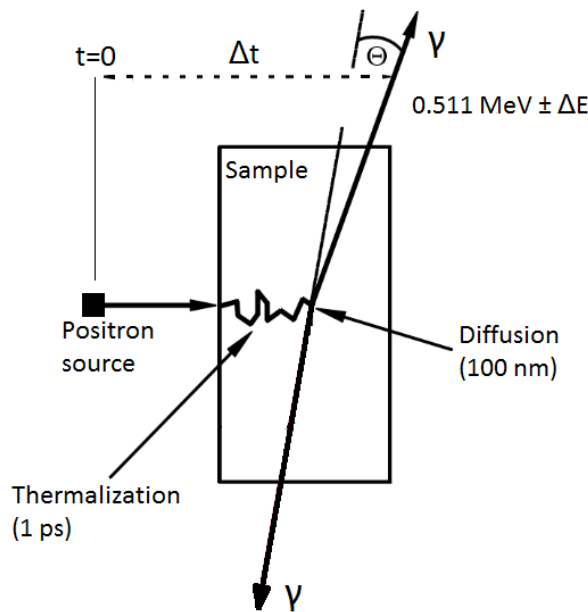 t=0
Δt
Θ
γ
0.511 MeV ± ΔE
Sample
Positron
source
Diffusion
(100 nm)
Thermalization
(1 ps)
γ